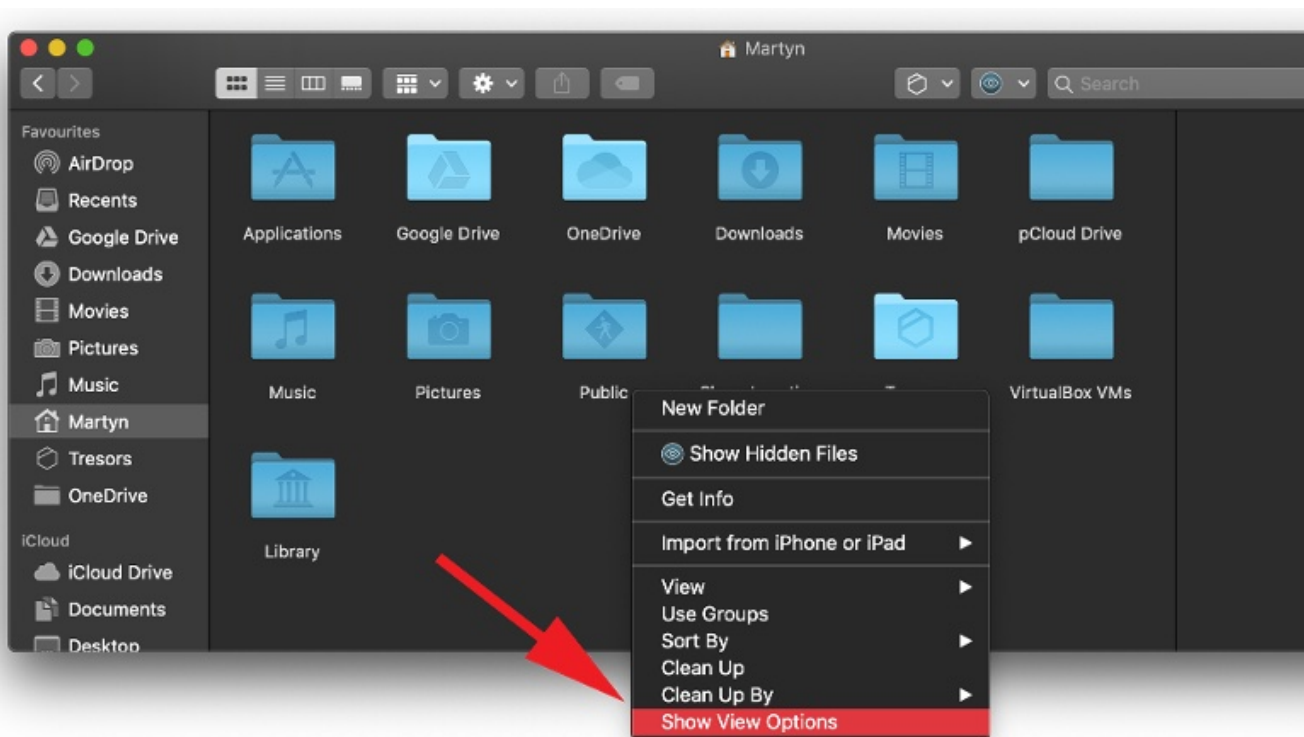 Martyn
Search
Favourites
AirDrop
Recents
Google Drive
Downloads
Movies
Pictures
Music
Martyn
Tresors
OneDrive
iCloud
iCloud Drive
Documents
Desktop
Applications
Google Drive
OneDrive
Downloads
Movies
pCloud Drive
Music
Pictures
Public
VirtualBox VMs
Library
New Folder
Show Hidden Files
Get Info
Import from iPhone or iPad
View
Use Groups
Sort By
Clean Up
Clean Up By
Show View Options